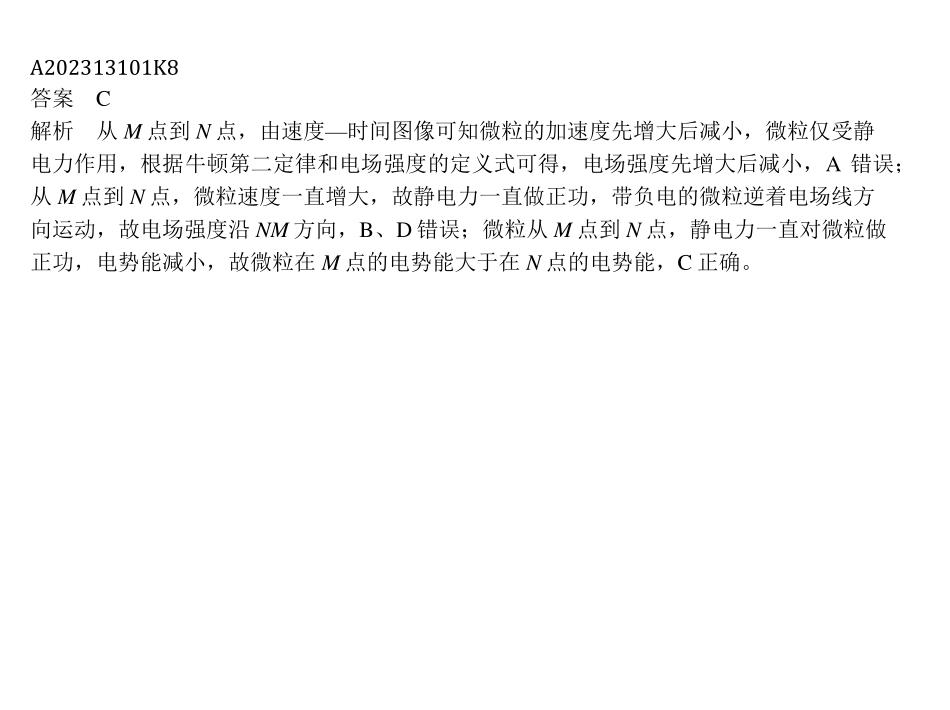 A202313101K8
答案　C
解析　从 M 点到 N 点，由速度—时间图像可知微粒的加速度先增大后减小，微粒仅受静
电力作用，根据牛顿第二定律和电场强度的定义式可得，电场强度先增大后减小，A 错误；
从 M 点到 N 点，微粒速度一直增大，故静电力一直做正功，带负电的微粒逆着电场线方
向运动，故电场强度沿 NM 方向，B、D 错误；微粒从 M 点到 N 点，静电力一直对微粒做
正功，电势能减小，故微粒在 M 点的电势能大于在 N 点的电势能，C 正确。